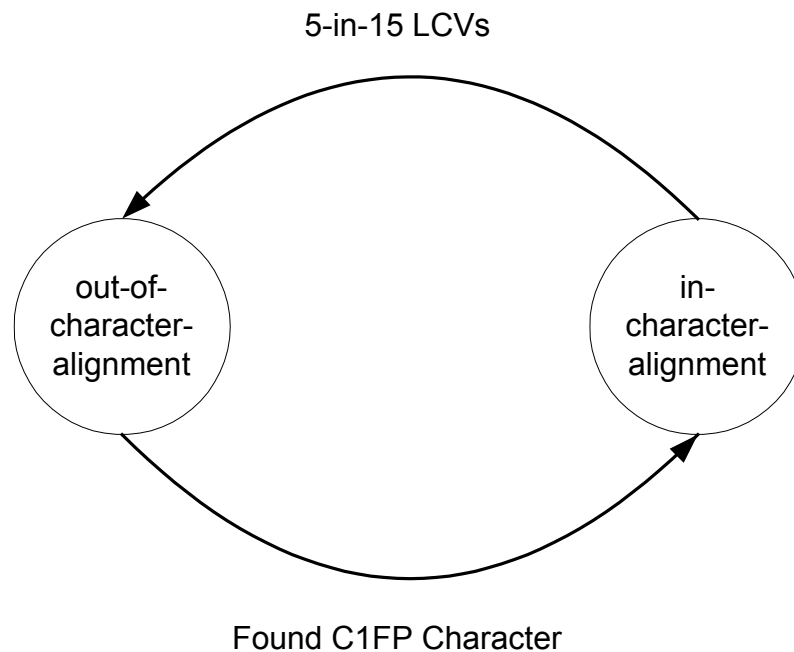 5-in-15 LCVs
out-of-
character-
alignment
in-
character-
alignment
Found C1FP Character